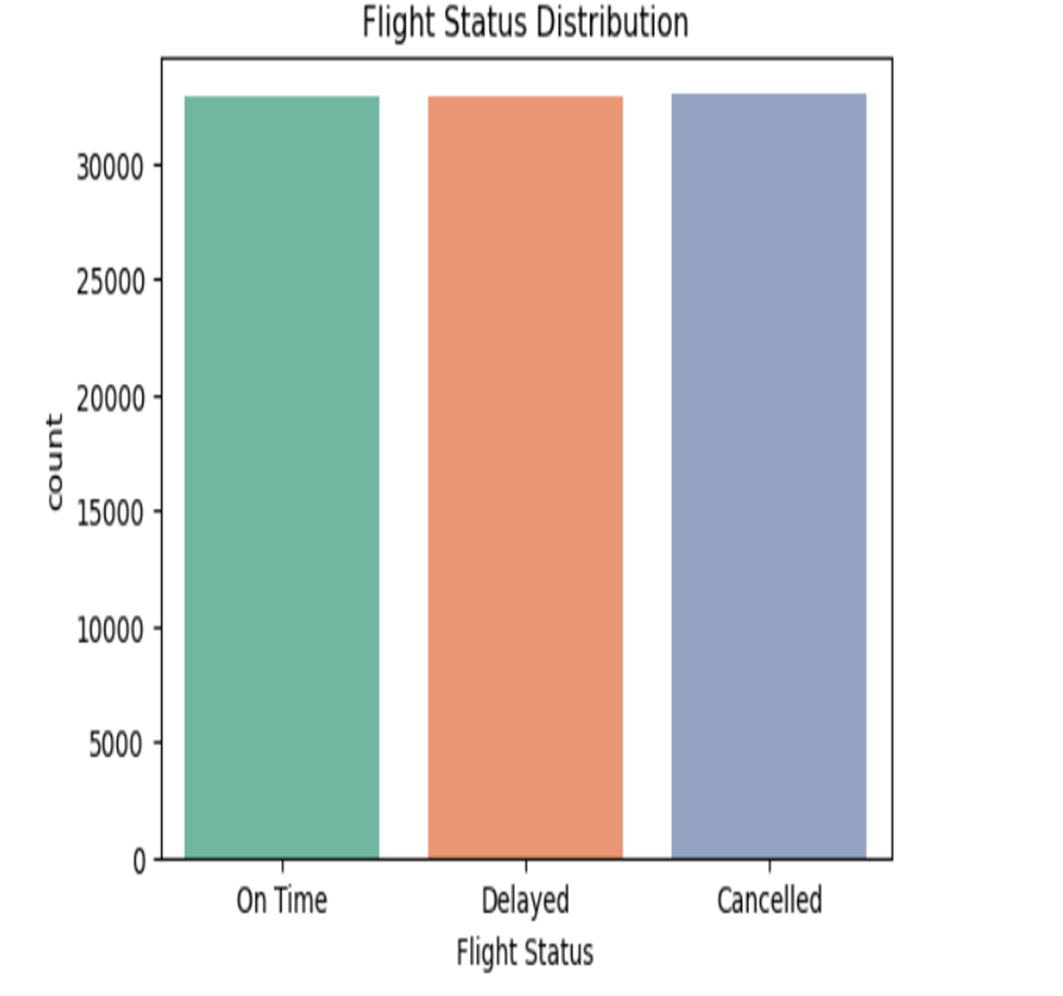 Flight Status Distribution
30000
25000
20000
15000
10000
5000
0
count
On Time
Delayed
Cancelled
Flight Status